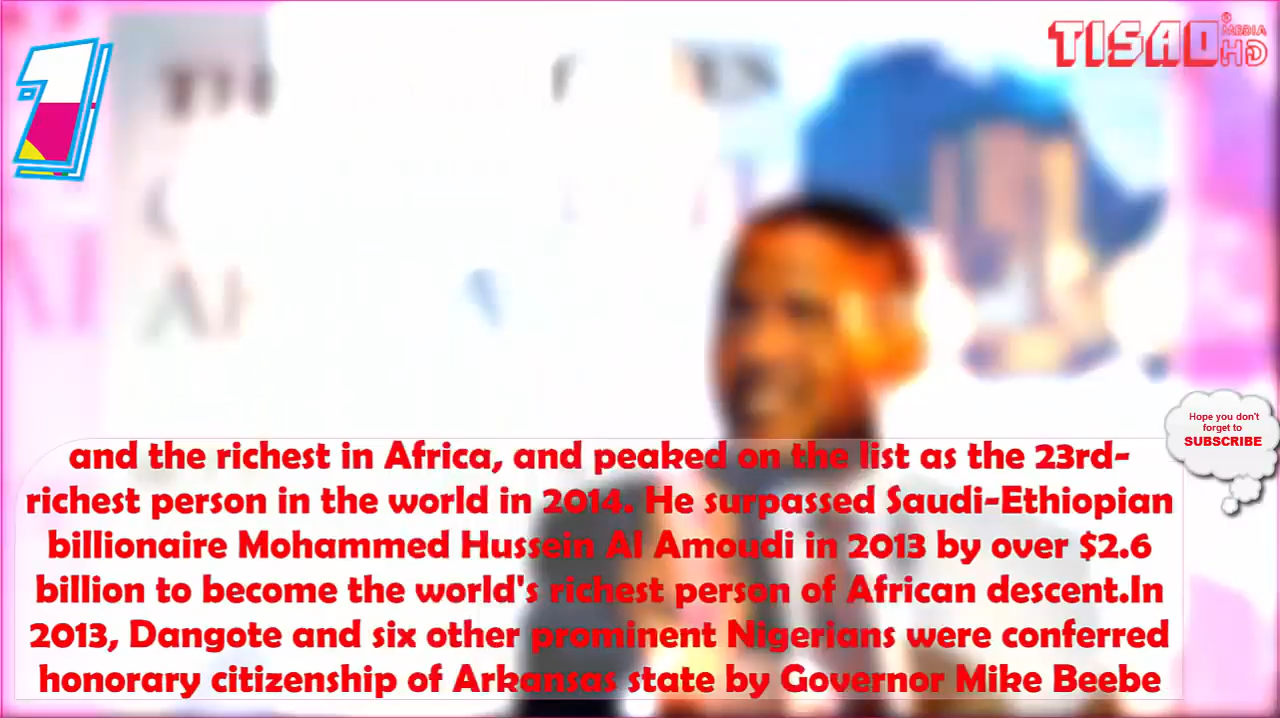 1
TISAD
®
MEDIA
HD
Hope you don't
forget to
SUBSCRIBE
and the richest in Africa, and peaked on the list as the 23rd-
richest person in the world in 2014. He surpassed Saudi-Ethiopian
billionaire Mohammed Hussein Al Amoudi in 2013 by over $2.6
billion to become the world's richest person of African descent.In
2013, Dangote and six other prominent Nigerians were conferred
honorary citizenship of Arkansas state by Governor Mike Beebe